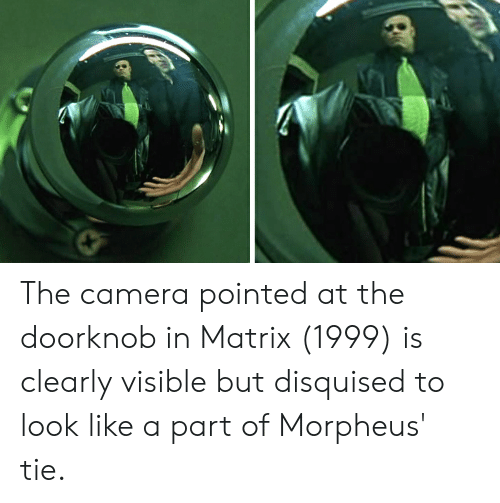 The camera pointed at the
doorknob in Matrix (1999) is
clearly visible but disquised to
look like a part of Morpheus'
tie.